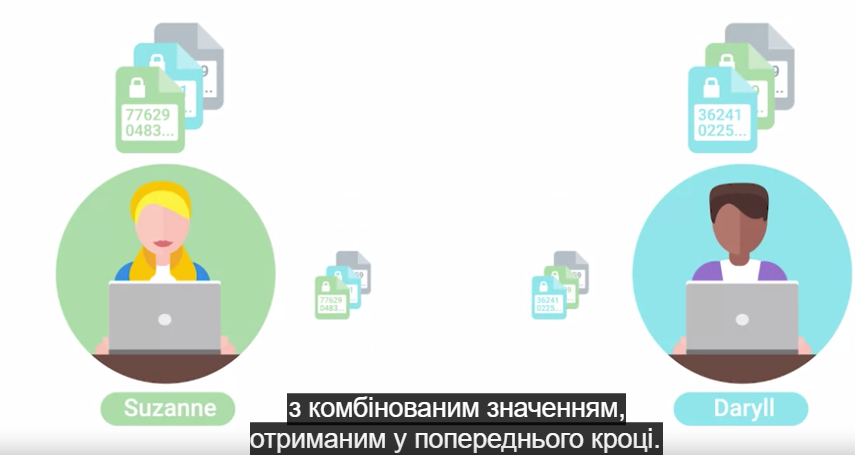 77629
0483...
36241
0225...
77629
0483...
36241
0225...
Suzanne
Daryll
з комбінованим значенням,
отриманим у попереднього кроці.